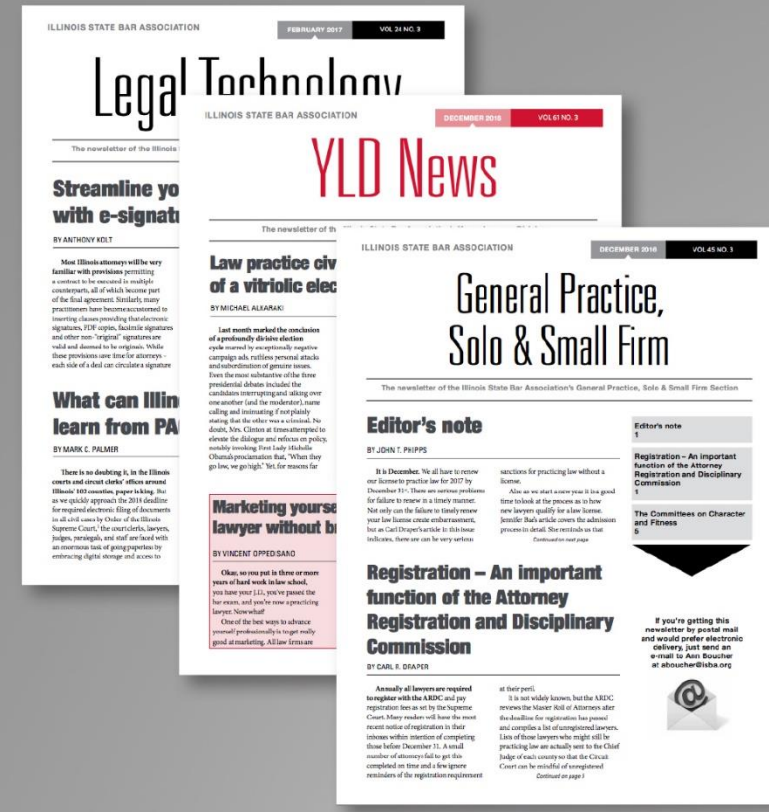 ILLINOIS STATE BAR ASSOCIATION
FEBRUARY 2017
VOL 24 NO. 3
Legal Technology
The newsletter of the Illinois
Streamline yo
with e-signatu
BY ANTHONY KOLT
Most Illinois attorneys will be very
familiar with provisions permitting
a contract to be executed in multiple
counterparts, all of which become part
of the final agreement. Similarly, many
practitioners have become accustomed to
inserting clauses providing that electronic
signatures, PDF copies, facsimile signatures
and other non-"original" signatures are
valid and deemed to be originals. While
these provisions save time for attorneys –
each side of a deal can circulate a signature
What can Illin
learn from PA
BY MARK C. PALMER
There is no doubting it, in the Illinois
courts and circuit clerks' offices around
Illinois' 102 counties, paper is king. But
as we quickly approach the 2018 deadline
for required electronic filing of documents
in all civil cases by Order of the Illinois
Supreme Court,¹ the court clerks, lawyers,
judges, paralegals, and staff are faced with
an enormous task of going paperless by
embracing digital storage and access to
ILLINOIS STATE BAR ASSOCIATION
DECEMBER 2016
VOL 61 NO. 3
YLD News
The newsletter of th
Law practice civ
of a vitriolic elec
BY MICHAEL ALKARAKI
Last month marked the conclusion
of a profoundly divisive election
cycle marred by exceptionally negative
campaign ads, ruthless personal attacks
and subordination of genuine issues.
Even the most substantive of the three
presidential debates included the
candidates interrupting and talking over
one another (and the moderator), name
calling and insinuating if not plainly
stating that the other was a criminal. No
doubt, Mrs. Clinton at times attempted to
elevate the dialogue and refocus on policy,
notably invoking First Lady Michelle
Obama's proclamation that, "When they
go low, we go high." Yet, for reasons far
Marketing yourse
lawyer without br
BY VINCENT OPPEDISANO
Okay, so you put in three or more
years of hard work in law school,
you have your J.D., you've passed the
bar exam, and you're now a practicing
lawyer. Now what?
One of the best ways to advance
yourself professionally is to get really
good at marketing. All law firms are
ILLINOIS STATE BAR ASSOCIATION
DECEMBER 2016
VOL 45 NO. 3
General Practice,
Solo & Small Firm
The newsletter of the Illinois State Bar Association's General Practice, Solo & Small Firm Section
Editor's note
BY JOHN T. PHIPPS
It is December. We all have to renew
our license to practice law for 2017 by
December 31st. There are serious problems
for failure to renew in a timely manner.
Not only can the failure to timely renew
your law license create embarrassment,
but as Carl Draper's article in this issue
indicates, there are can be very serious
sanctions for practicing law without a
license.
Also as we start a new year it is a good
time to look at the process as to how
new lawyers qualify for a law license.
Jennifer Bae's article covers the admission
process in detail. She reminds us that
Continued on next page
Editor's note
1
Registration – An important
function of the Attorney
Registration and Disciplinary
Commission
1
The Committees on Character
and Fitness
5
Registration – An important
function of the Attorney
Registration and Disciplinary
Commission
BY CARL R. DRAPER
Annually all lawyers are required
to register with the ARDC and pay
registration fees as set by the Supreme
Court. Many readers will have the most
recent notice of registration in their
inboxes within intention of completing
those before December 31. A small
number of attorneys fail to get this
completed on time and a few ignore
reminders of the registration requirement
at their peril.
It is not widely known, but the ARDC
reviews the Master Roll of Attorneys after
the deadline for registration has passed
and compiles a list of unregistered lawyers.
Lists of those lawyers who might still be
practicing law are actually sent to the Chief
Judge of each county so that the Circuit
Court can be mindful of unregistered
Continued on page 3
If you're getting this
newsletter by postal mail
and would prefer electronic
delivery, just send an
e-mail to Ann Boucher
at aboucher@isba.org
@